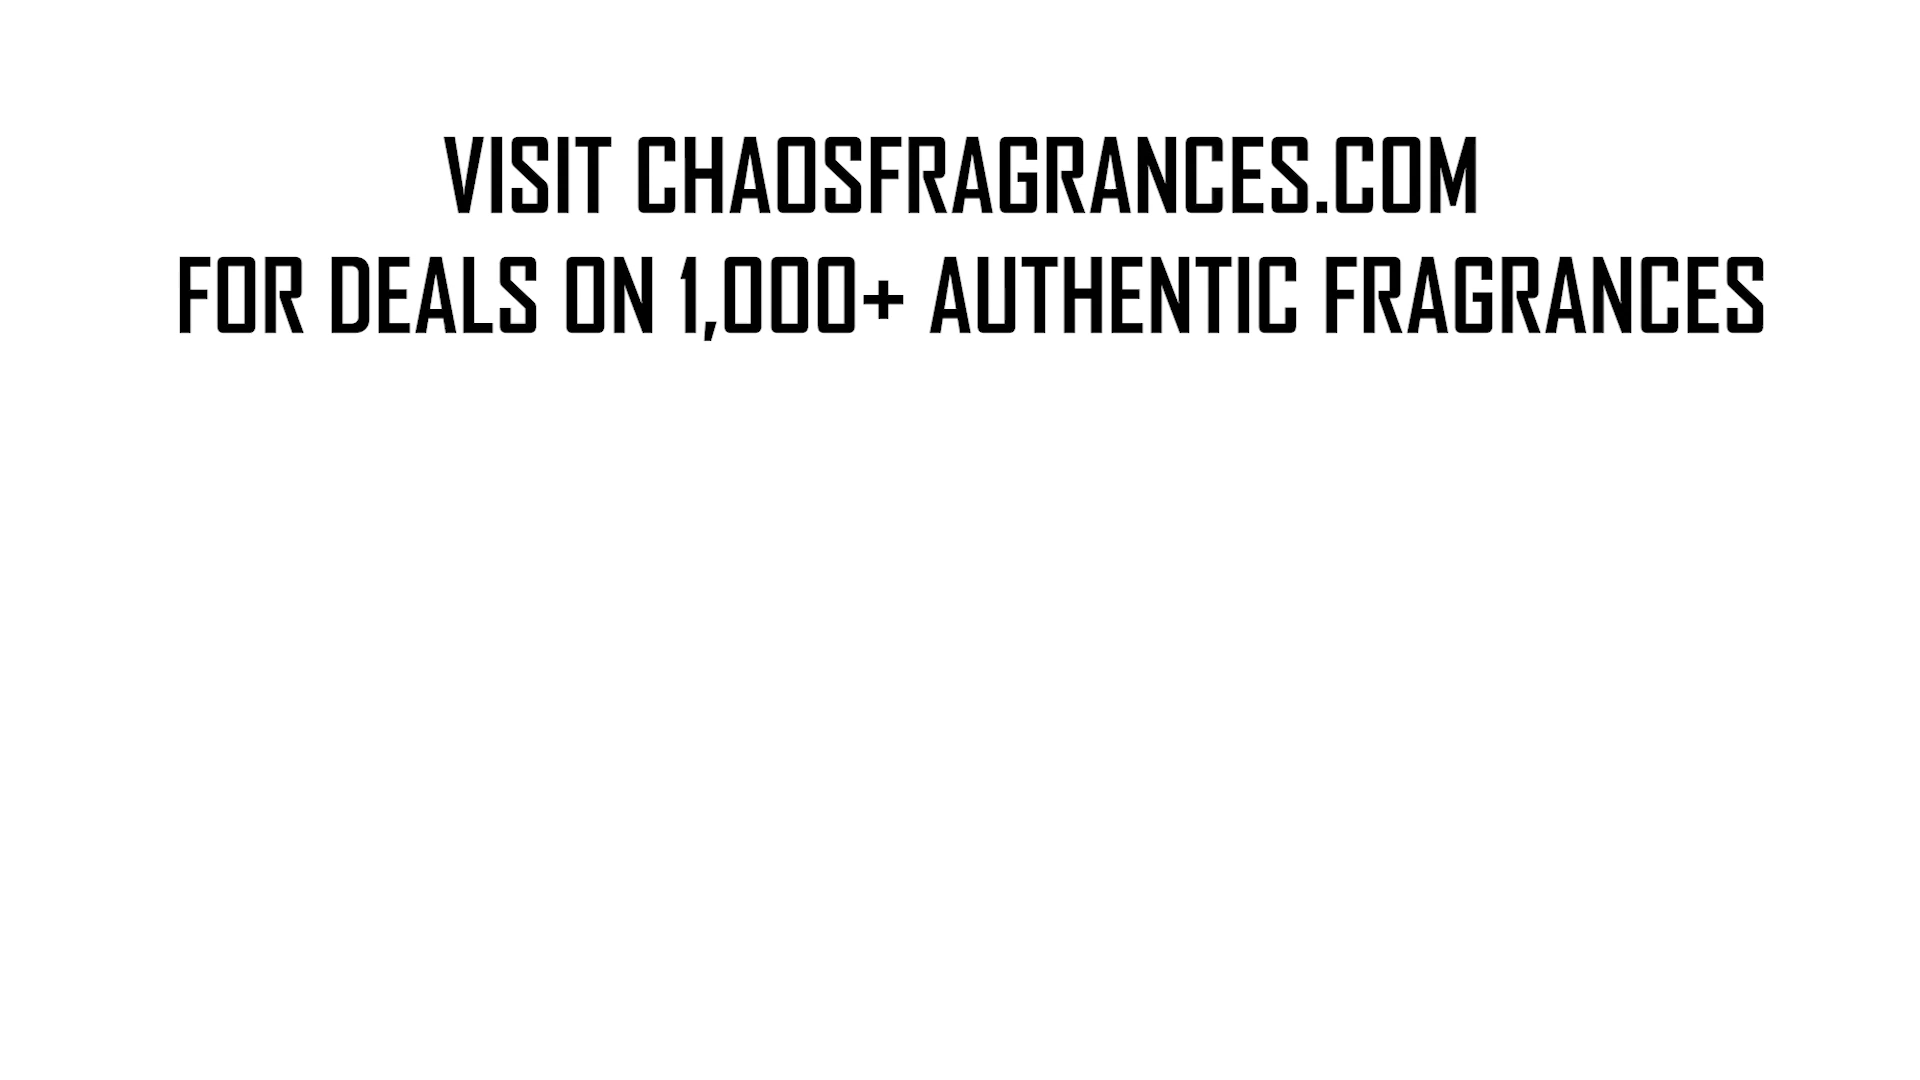 VISIT CHAOSFRAGRANCES.COM
FOR DEALS ON 1,000+ AUTHENTIC FRAGRANCES